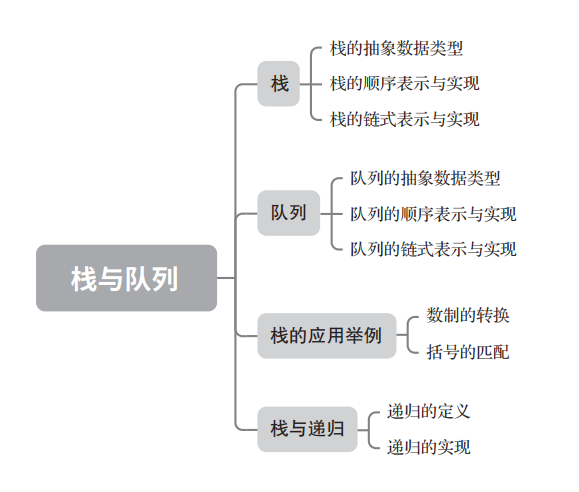 栈与队列
栈
栈的抽象数据类型
栈的顺序表示与实现
栈的链式表示与实现
队列
队列的抽象数据类型
队列的顺序表示与实现
队列的链式表示与实现
栈的应用举例
数制的转换
括号的匹配
栈与递归
递归的定义
递归的实现